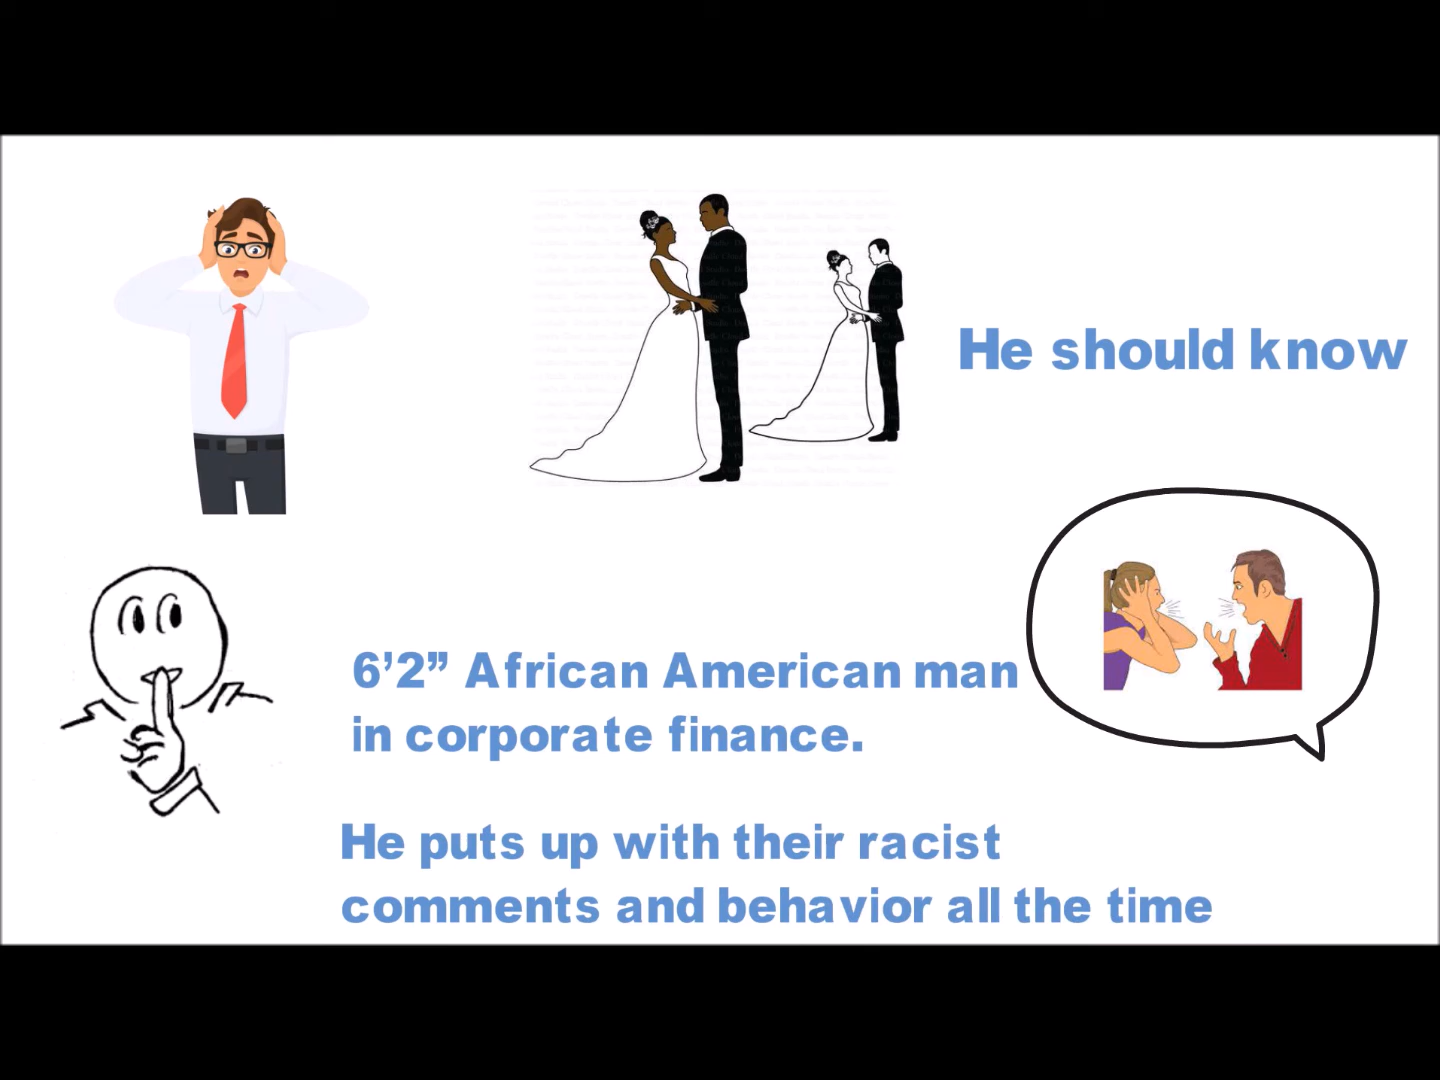 He should know
6’2” African American man
in corporate finance.
He puts up with their racist
comments and behavior all the time